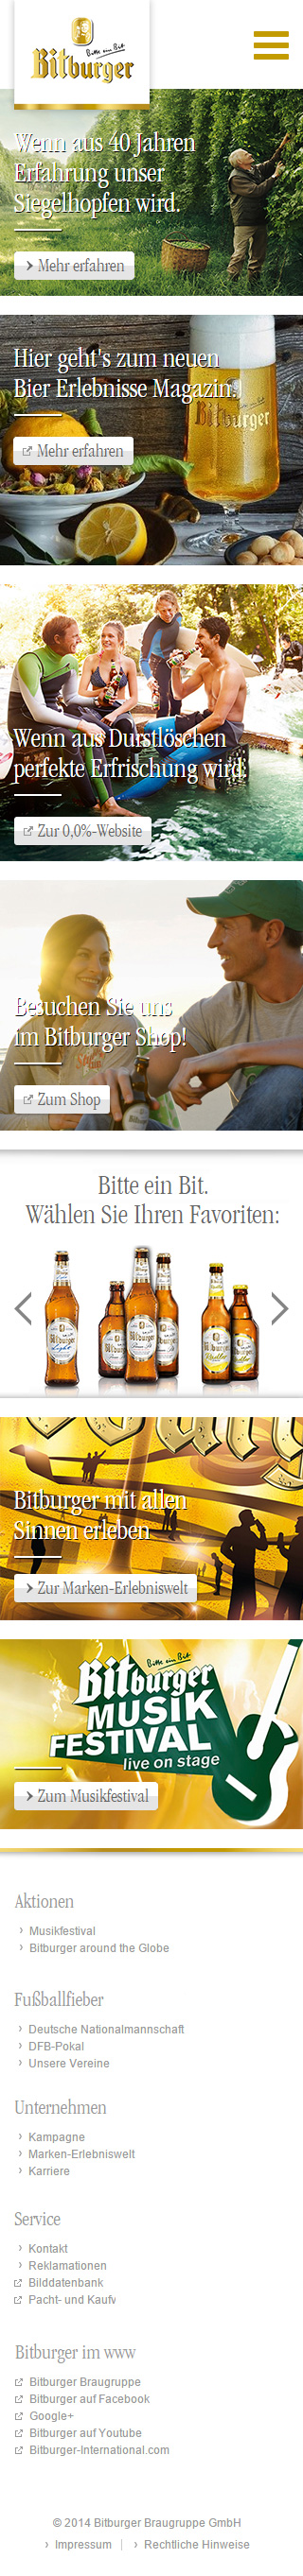 Bitte ein Bit
Bitburger
Wenn aus 40 Jahren
Erfahrung unser
Siegelhopfen wird.
Mehr erfahren
Hier geht's zum neuen
Bier Erlebnisse Magazin!
Bitburger
Mehr erfahren
Wenn aus Durstlöschen
perfekte Erfrischung wird.
Zur 0,0%-Website
Besuchen Sie uns
im Bitburger Shop!
Zum Shop
Bitte ein Bit.
Wählen Sie Ihren Favoriten:
Light
Radler
Bitburger mit allen
Sinnen erleben
Zur Marken-Erlebniswelt
Bitte ein Bit
Bitburger
MUSIK
FESTIVAL
live on stage
Zum Musikfestival
Aktionen
Musikfestival
Bitburger around the Globe
Fußballfieber
Deutsche Nationalmannschaft
DFB-Pokal
Unsere Vereine
Unternehmen
Kampagne
Marken-Erlebniswelt
Karriere
Service
Kontakt
Reklamationen
Bilddatenbank
Pacht- und Kaufv
Bitburger im www
Bitburger Braugruppe
Bitburger auf Facebook
Google+
Bitburger auf Youtube
Bitburger-International.com
© 2014 Bitburger Braugruppe GmbH
Impressum | Rechtliche Hinweise